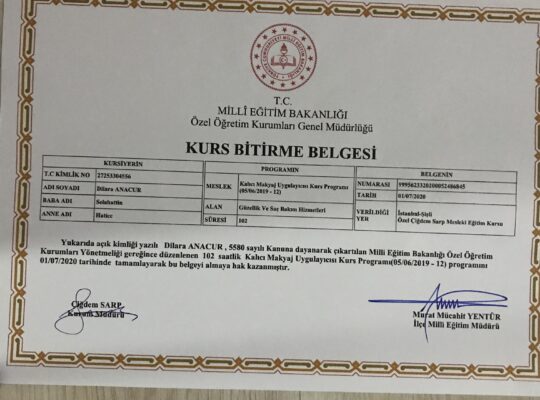 T.C.
MİLLÎ EĞİTİM BAKANLIĞI
Özel Öğretim Kurumları Genel Müdürlüğü
KURS BİTİRME BELGESİ
KURSİYERİN
T.C KİMLİK NO 27253304556
ADI SOYADI Dilara ANACUR
BABA ADI Selahattin
ANNE ADI Hatice
PROGRAMIN
MESLEK Kalıcı Makyaj Uygulayıcısı Kurs Programı (05/06/2019 - 12)
ALAN Güzellik Ve Saç Bakım Hizmetleri
SÜRESİ 102
BELGENİN
NUMARASI 99956233202000052486845
TARİH 01/07/2020
VERİLDİĞİ YER İstanbul-Şişli
Özel Çiğdem Sarp Mesleki Eğitim Kursu
Yukarıda açık kimliği yazılı Dilara ANACUR , 5580 sayılı Kanuna dayanarak çıkartılan Milli Eğitim Bakanlığı Özel Öğretim
Kurumları Yönetmeliği gereğince düzenlenen 102 saatlik Kalıcı Makyaj Uygulayıcısı Kurs Programı(05/06/2019 - 12) programını
01/07/2020 tarihinde tamamlayarak bu belgeyi almaya hak kazanmıştır.
Çiğdem SARP
Kurum Müdürü
Murat Mücahit YENTÜR
İlçe Milli Eğitim Müdürü